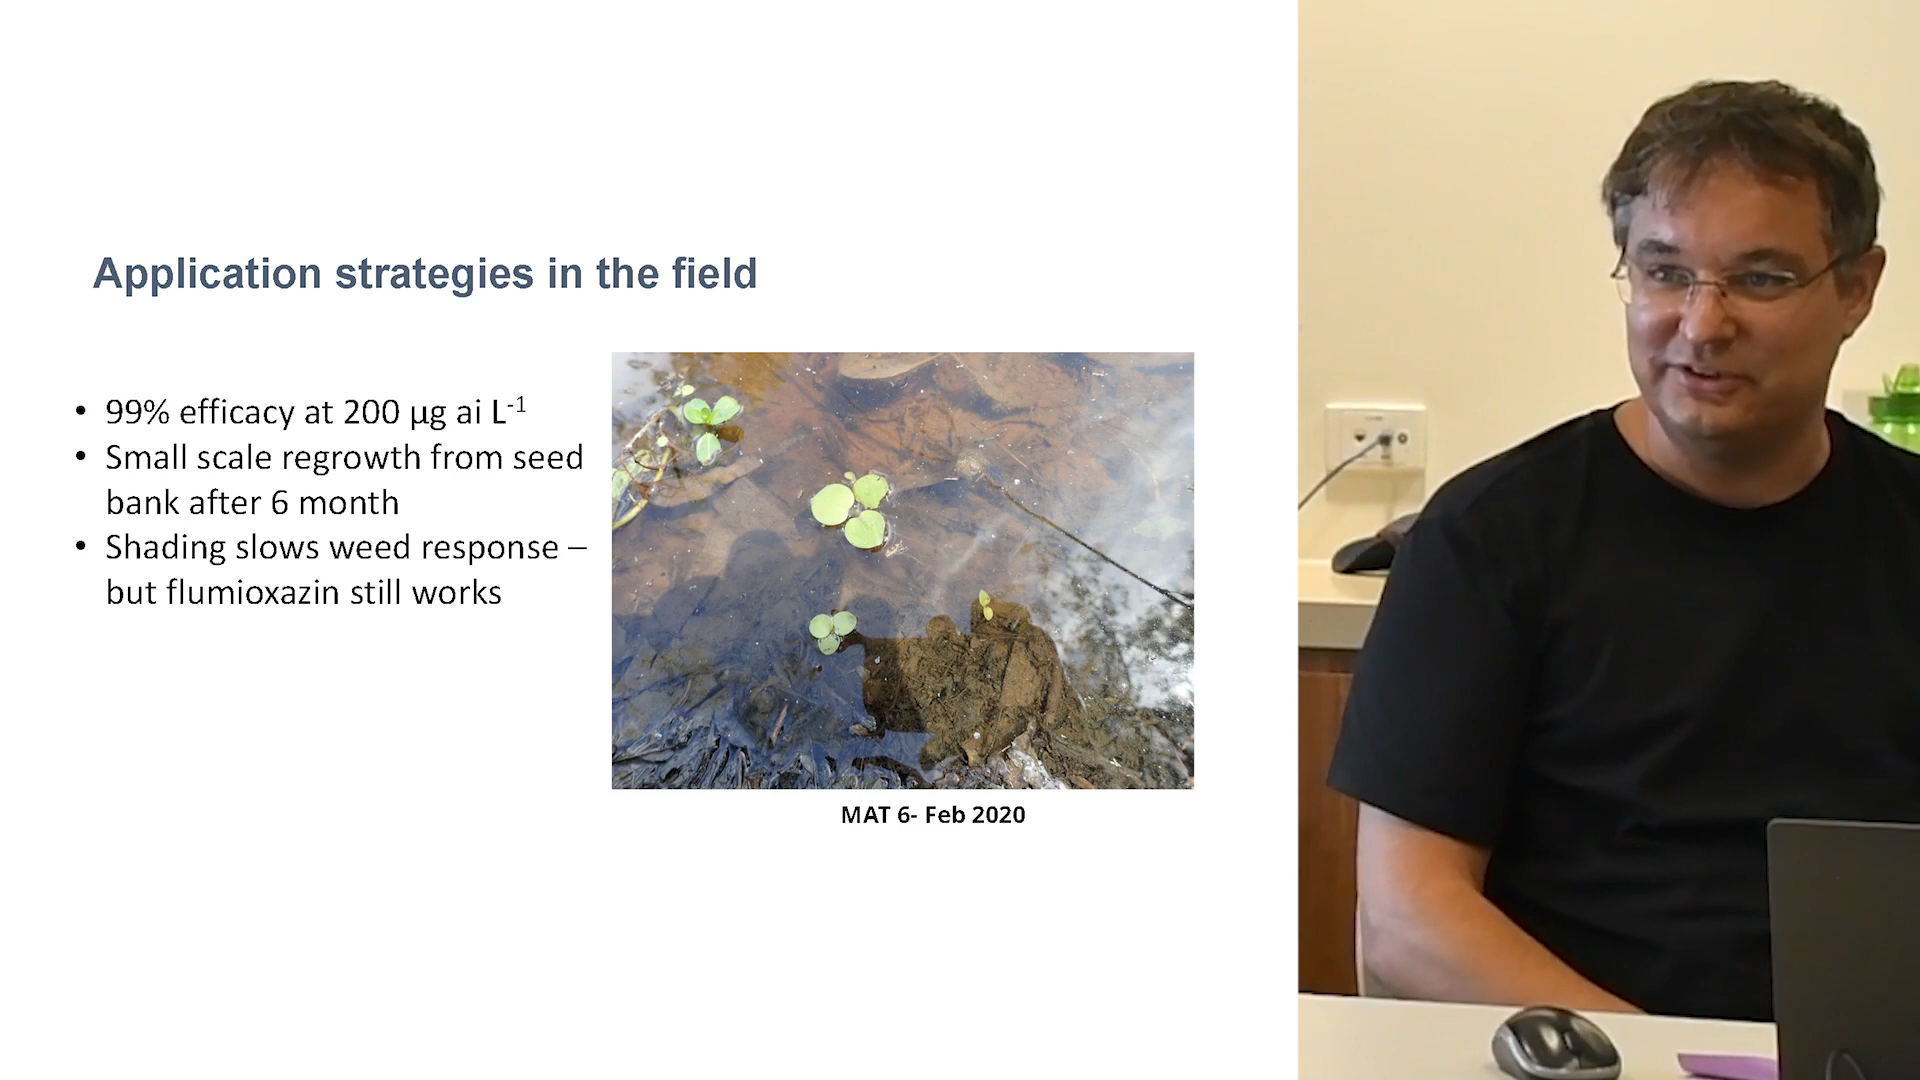 Application strategies in the field
• 99% efficacy at 200 µg ai L⁻¹
• Small scale regrowth from seed
bank after 6 month
• Shading slows weed response –
but flumioxazin still works
MAT 6- Feb 2020